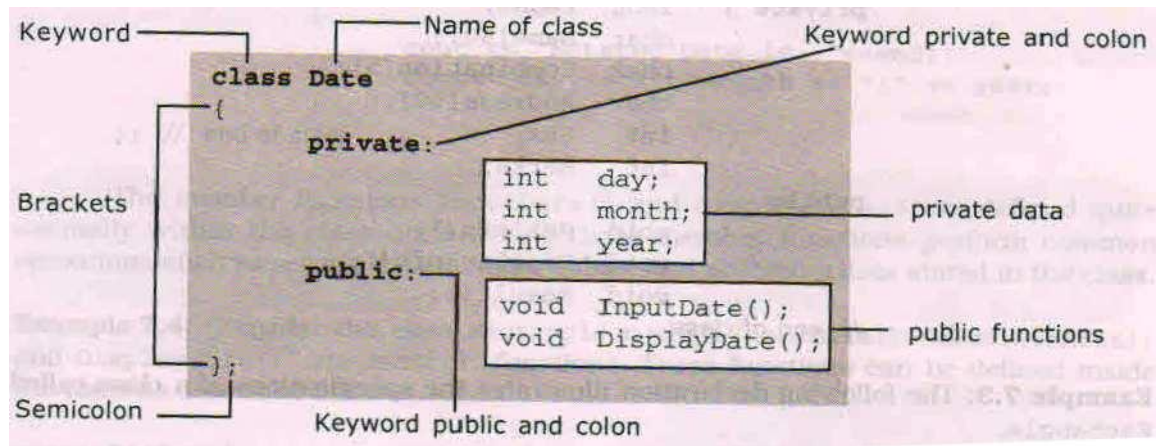 Keyword
Name of class
Keyword private and colon
class Date
{
private:
Brackets
int day;
int month;
int year;
private data
public:
void InputDate();
void DisplayDate();
public functions
};
Semicolon
Keyword public and colon